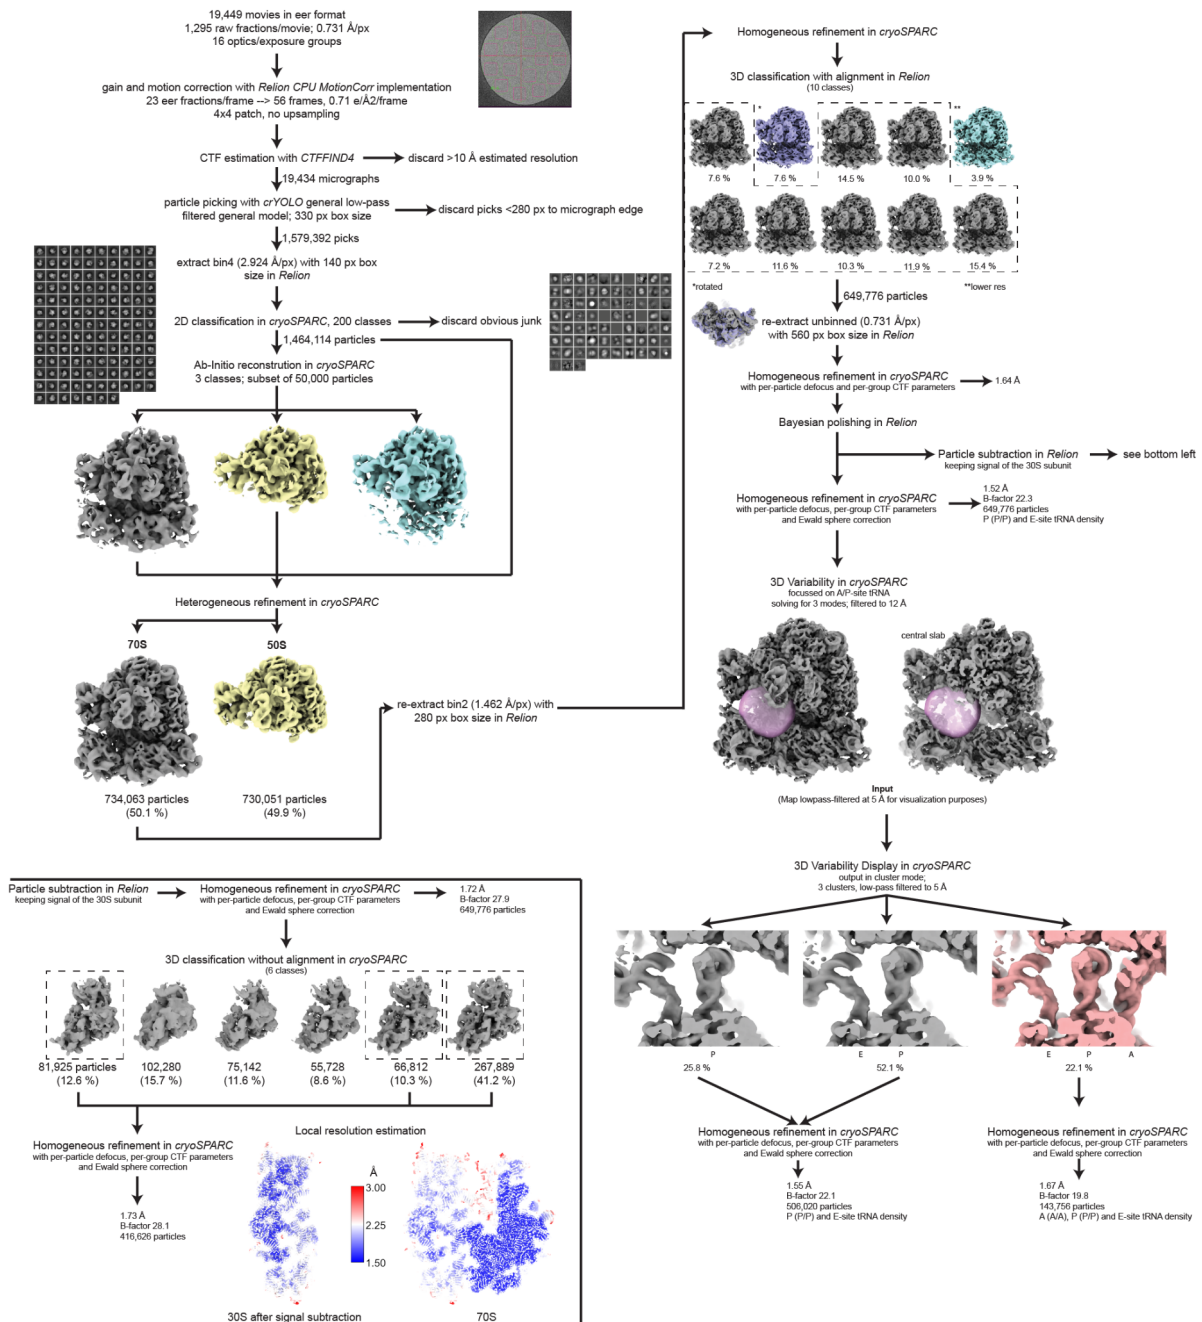 19,449 movies in eer format
1,295 raw fractions/movie; 0.731 Å/px
16 optics/exposure groups
gain and motion correction with Relion CPU MotionCorr implementation
23 eer fractions/frame --> 56 frames, 0.71 e/Å2/frame
4x4 patch, no upsampling
CTF estimation with CTFFIND4
discard >10 Å estimated resolution
19,434 micrographs
particle picking with crYOLO general low-pass
filtered general model; 330 px box size
discard picks <280 px to micrograph edge
1,579,392 picks
extract bin4 (2.924 Å/px) with 140 px box
size in Relion
2D classification in cryoSPARC, 200 classes
discard obvious junk
1,464,114 particles
Ab-Initio reconstruction in cryoSPARC
3 classes; subset of 50,000 particles
Heterogeneous refinement in cryoSPARC
70S
50S
734,063 particles
(50.1 %)
730,051 particles
(49.9 %)
re-extract bin2 (1.462 Å/px) with
280 px box size in Relion
Homogeneous refinement in cryoSPARC
3D classification with alignment in Relion
(10 classes)
*
**
7.6 %
7.6 %
14.5 %
10.0 %
3.9 %
7.2 %
11.6 %
10.3 %
11.9 %
15.4 %
*rotated
**lower res
649,776 particles
re-extract unbinned (0.731 Å/px)
with 560 px box size in Relion
Homogeneous refinement in cryoSPARC
with per-particle defocus and per-group CTF parameters
1.64 Å
Bayesian polishing in Relion
Particle subtraction in Relion
keeping signal of the 30S subunit
see bottom left
Homogeneous refinement in cryoSPARC
with per-particle defocus, per-group CTF parameters
and Ewald sphere correction
1.52 Å
B-factor 22.3
649,776 particles
P (P/P) and E-site tRNA density
3D Variability in cryoSPARC
focussed on A/P-site tRNA
solving for 3 modes; filtered to 12 Å
central slab
Input
(Map lowpass-filtered at 5 Å for visualization purposes)
3D Variability Display in cryoSPARC
output in cluster mode;
3 clusters, low-pass filtered to 5 Å
P
E P
E P A
25.8 %
52.1 %
22.1 %
Homogeneous refinement in cryoSPARC
with per-particle defocus, per-group CTF parameters
and Ewald sphere correction
1.55 Å
B-factor 22.1
506,020 particles
P (P/P) and E-site tRNA density
Homogeneous refinement in cryoSPARC
with per-particle defocus, per-group CTF parameters
and Ewald sphere correction
1.67 Å
B-factor 19.8
143,756 particles
A (A/A), P (P/P) and E-site tRNA density
Particle subtraction in Relion
keeping signal of the 30S subunit
Homogeneous refinement in cryoSPARC
with per-particle defocus, per-group CTF parameters
and Ewald sphere correction
1.72 Å
B-factor 27.9
649,776 particles
3D classification without alignment in cryoSPARC
(6 classes)
81,925 particles
(12.6 %)
102,280
(15.7 %)
75,142
(11.6 %)
55,728
(8.6 %)
66,812
(10.3 %)
267,889
(41.2 %)
Homogeneous refinement in cryoSPARC
with per-particle defocus, per-group CTF parameters
and Ewald sphere correction
1.73 Å
B-factor 28.1
416,626 particles
Local resolution estimation
Å
3.00
2.25
1.50
30S after signal subtraction
70S